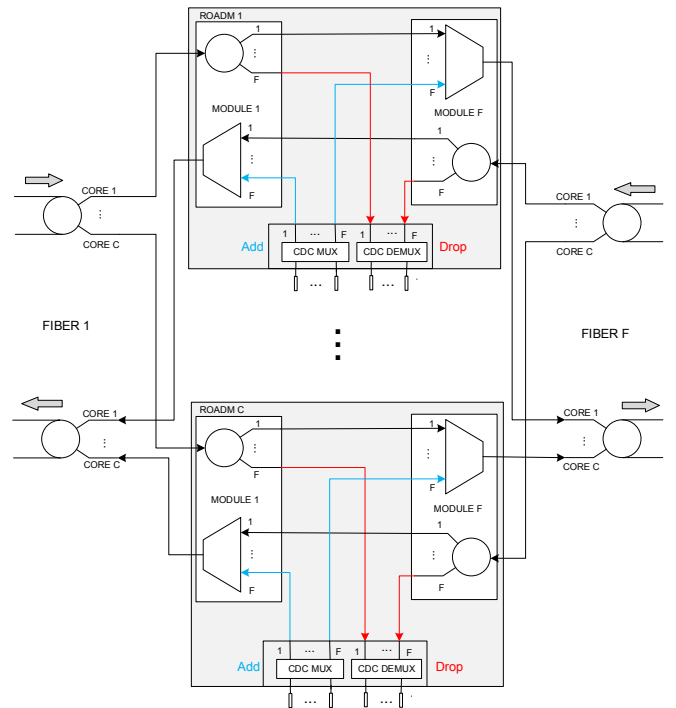 ROADM 1
1
1
⋮
⋮
F
F
MODULE 1
MODULE F
1
1
⋮
⋮
F
F
CORE 1
⋮
CORE C
CORE 1
⋮
CORE C
1 ... F 1 ... F
Add
CDC MUX
CDC DEMUX
Drop
... ...
FIBER 1
⋮
FIBER F
ROADM C
CORE 1
⋮
CORE C
CORE 1
⋮
CORE C
1
1
⋮
⋮
F
F
MODULE 1
MODULE F
1
1
⋮
⋮
F
F
1 ... F 1 ... F
Add
CDC MUX
CDC DEMUX
Drop
... ...